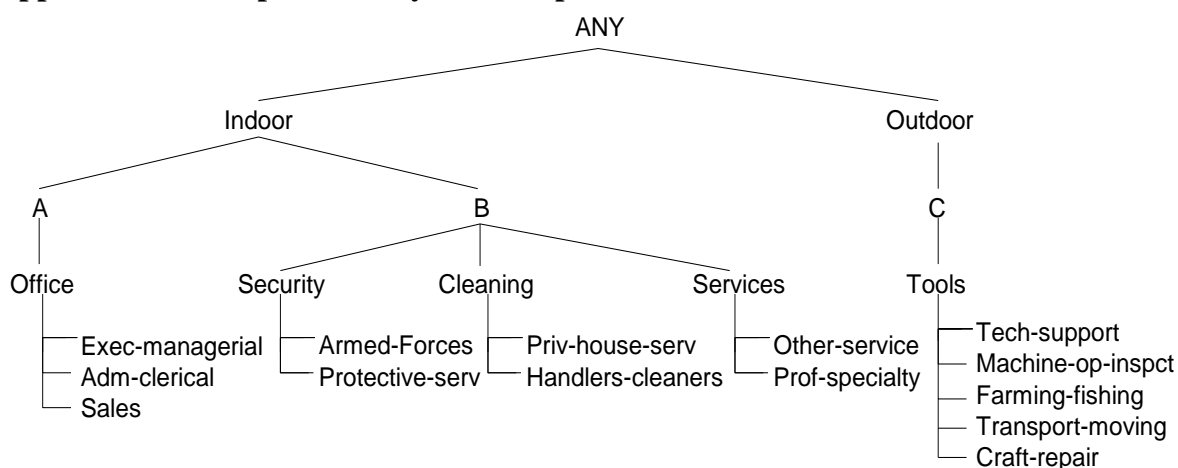 ANY
Indoor Outdoor
A B C
Office Security Cleaning Services Tools
Exec-managerial
Adm-clerical
Sales
Armed-Forces
Protective-serv
Priv-house-serv
Handlers-cleaners
Other-service
Prof-specialty
Tech-support
Machine-op-inspct
Farming-fishing
Transport-moving
Craft-repair